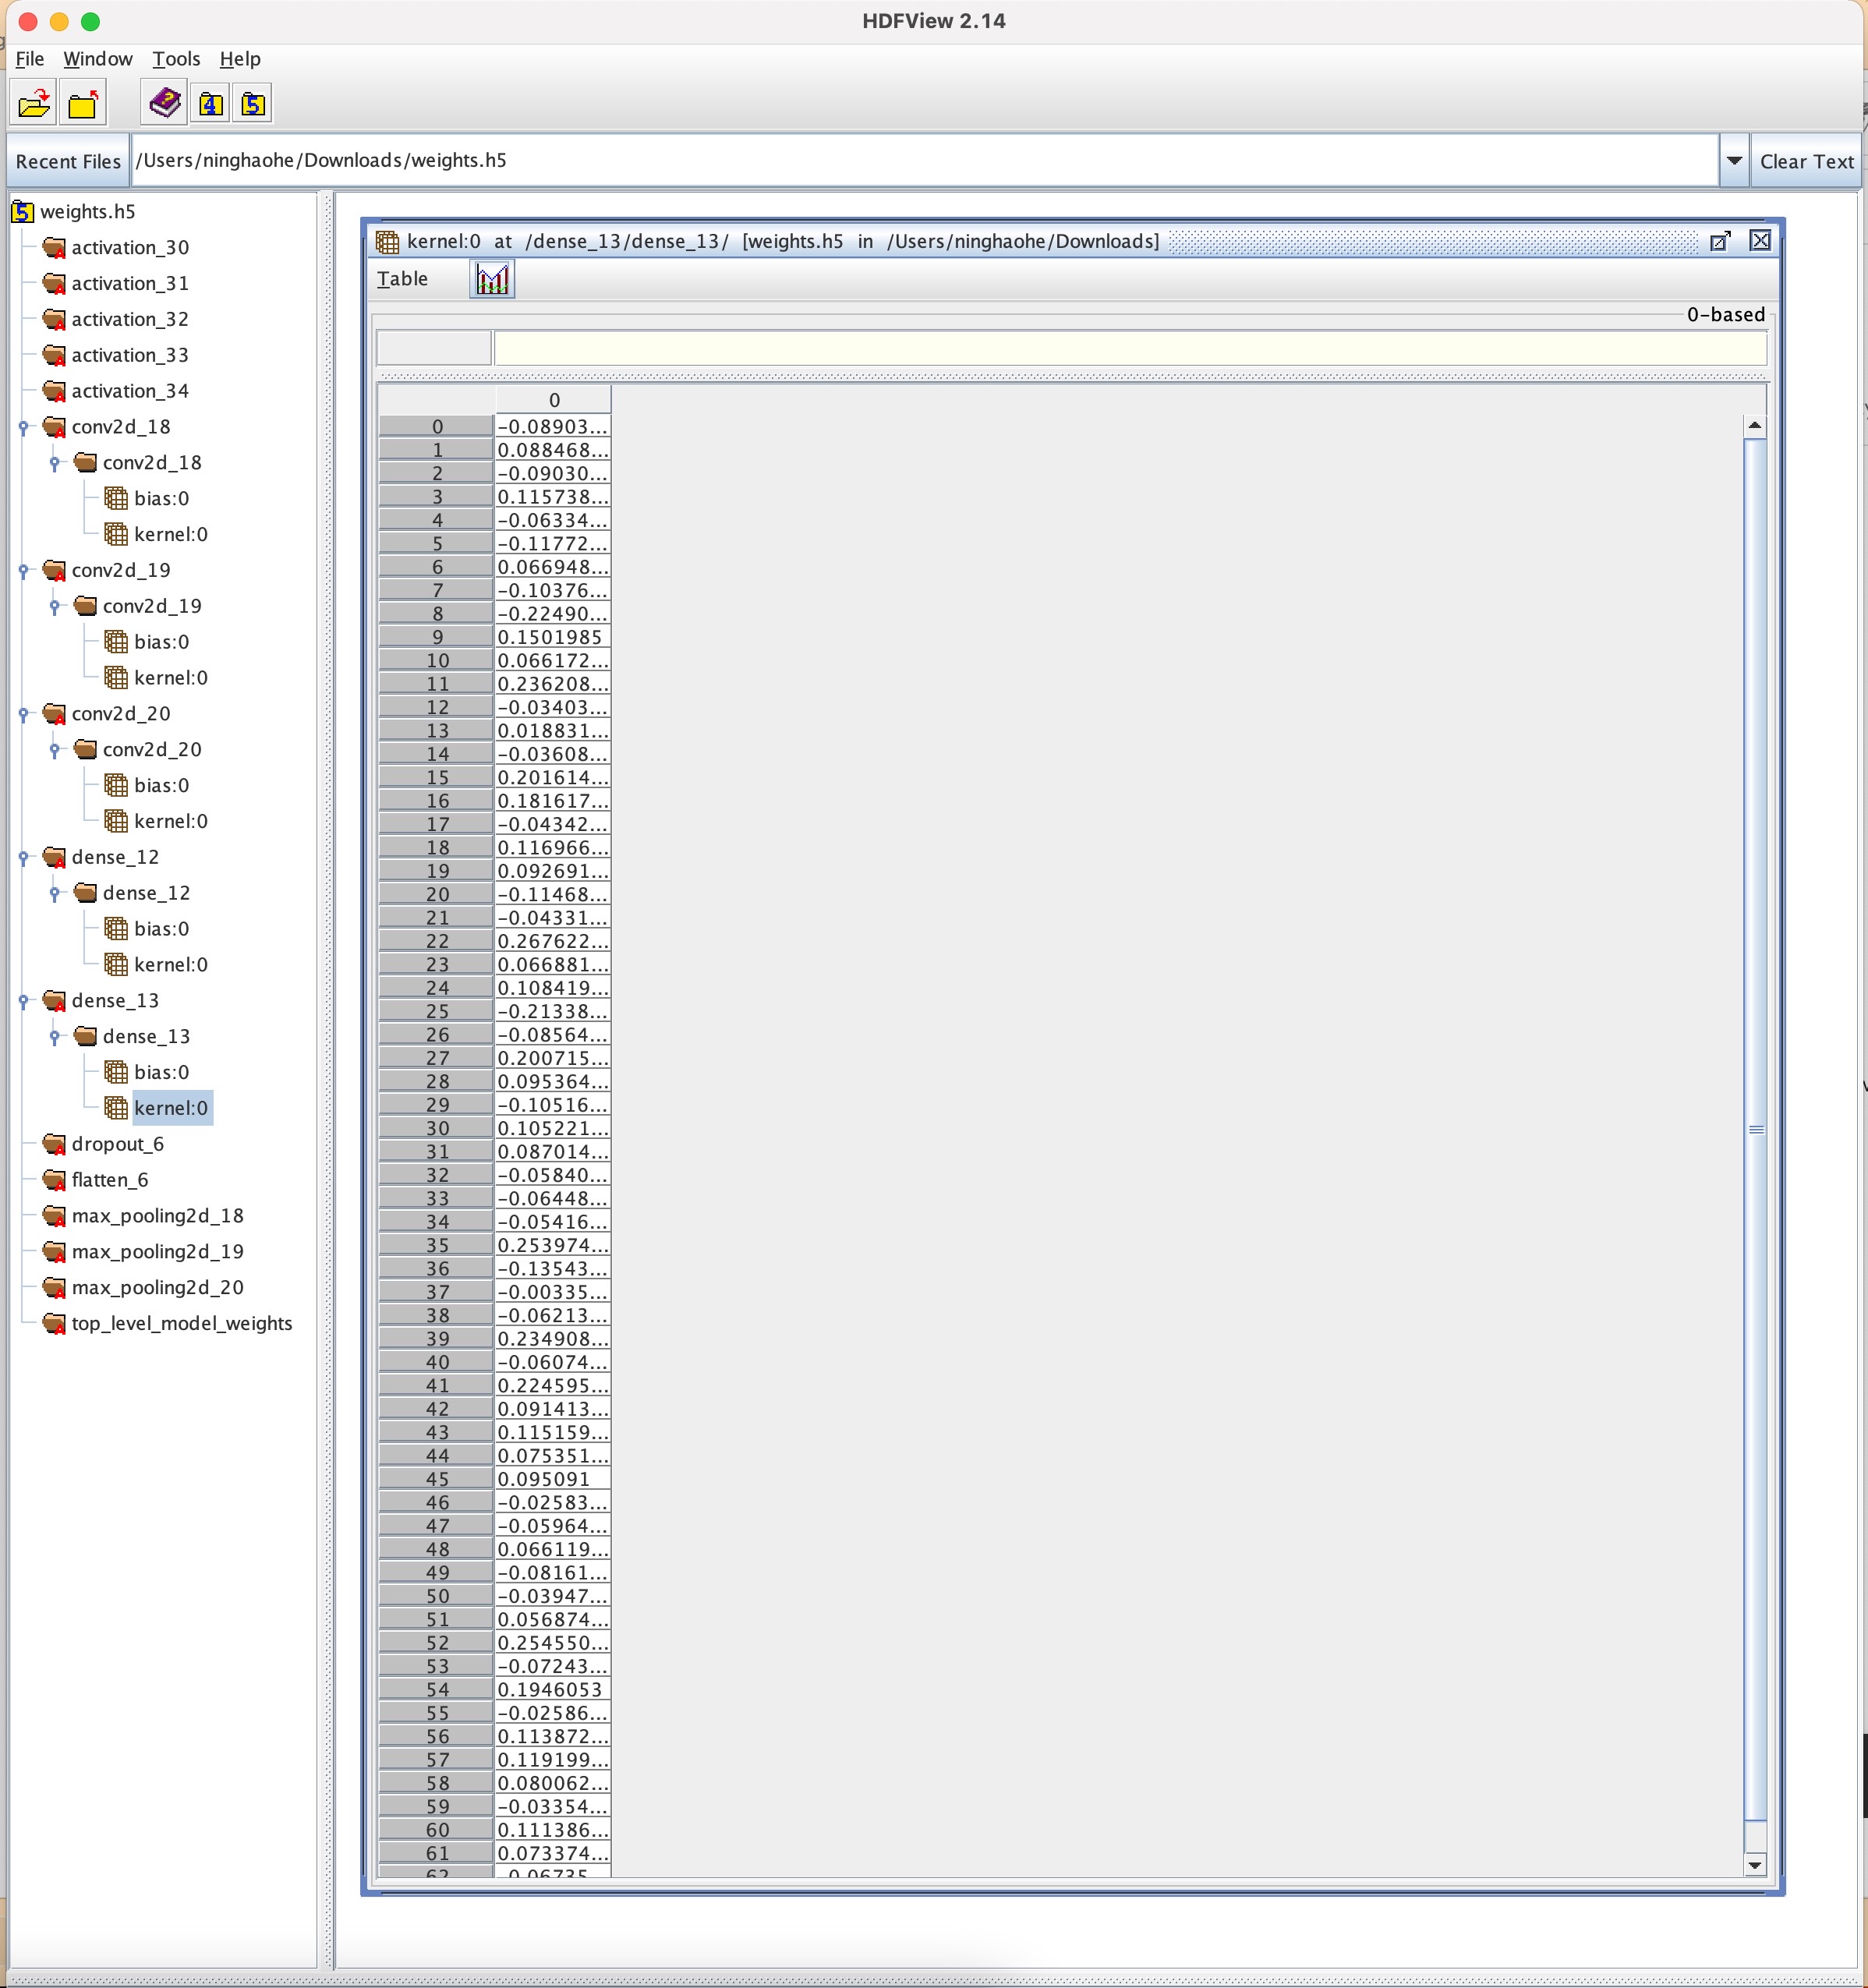 HDFView 2.14
File Window Tools Help
4 5
Recent Files /Users/ninghaohe/Downloads/weights.h5 Clear Text
5 weights.h5
activation_30
activation_31
activation_32
activation_33
activation_34
conv2d_18
conv2d_18
bias:0
kernel:0
conv2d_19
conv2d_19
bias:0
kernel:0
conv2d_20
conv2d_20
bias:0
kernel:0
dense_12
dense_12
bias:0
kernel:0
dense_13
dense_13
bias:0
kernel:0
dropout_6
flatten_6
max_pooling2d_18
max_pooling2d_19
max_pooling2d_20
top_level_model_weights
kernel:0 at /dense_13/dense_13/ [weights.h5 in /Users/ninghaohe/Downloads]
Table
0-based
0
0 -0.08903...
1 0.088468...
2 -0.09030...
3 0.115738...
4 -0.06334...
5 -0.11772...
6 0.066948...
7 -0.10376...
8 -0.22490...
9 0.1501985
10 0.066172...
11 0.236208...
12 -0.03403...
13 0.018831...
14 -0.03608...
15 0.201614...
16 0.181617...
17 -0.04342...
18 0.116966...
19 0.092691...
20 -0.11468...
21 -0.04331...
22 0.267622...
23 0.066881...
24 0.108419...
25 -0.21338...
26 -0.08564...
27 0.200715...
28 0.095364...
29 -0.10516...
30 0.105221...
31 0.087014...
32 -0.05840...
33 -0.06448...
34 -0.05416...
35 0.253974...
36 -0.13543...
37 -0.00335...
38 -0.06213...
39 0.234908...
40 -0.06074...
41 0.224595...
42 0.091413...
43 0.115159...
44 0.075351...
45 0.095091
46 -0.02583...
47 -0.05964...
48 0.066119...
49 -0.08161...
50 -0.03947...
51 0.056874...
52 0.254550...
53 -0.07243...
54 0.1946053
55 -0.02586...
56 0.113872...
57 0.119199...
58 0.080062...
59 -0.03354...
60 0.111386...
61 0.073374...
62